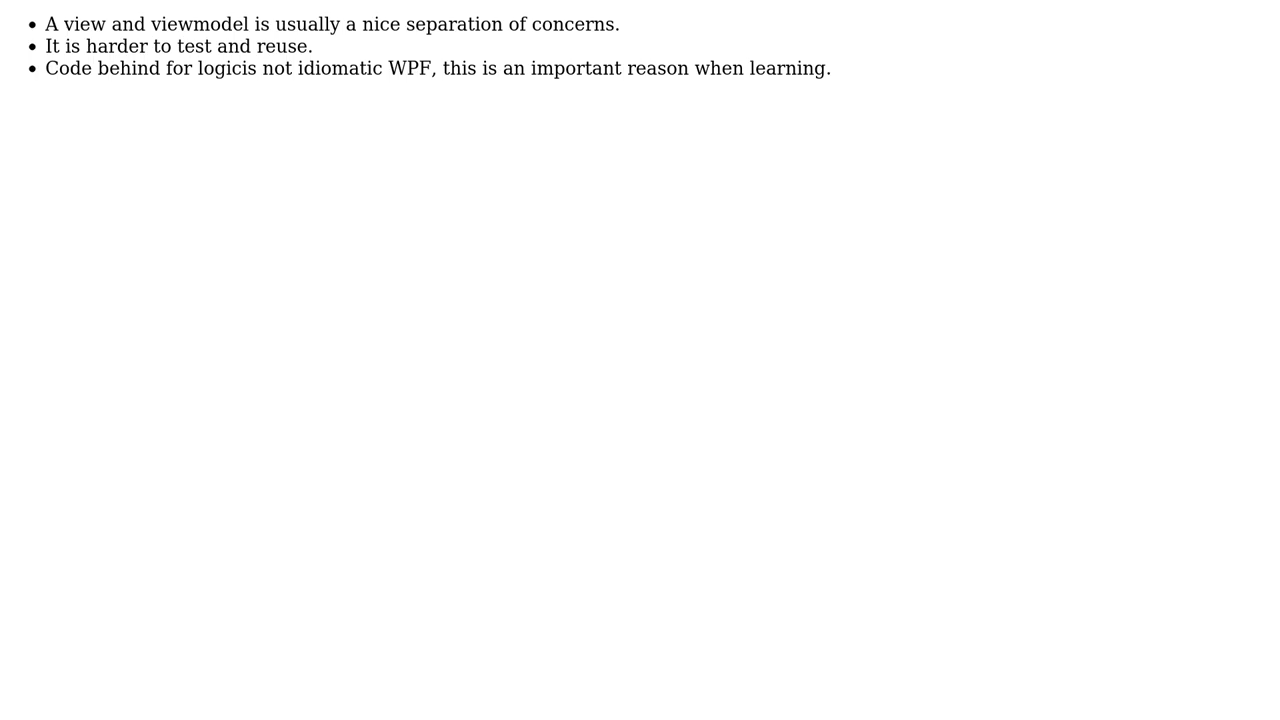 • A view and viewmodel is usually a nice separation of concerns.
• It is harder to test and reuse.
• Code behind for logicis not idiomatic WPF, this is an important reason when learning.